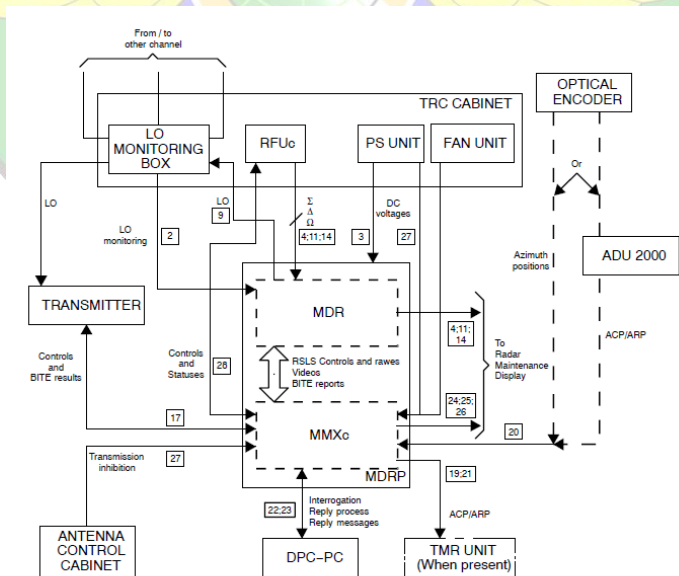 From / to
other channel
OPTICAL
ENCODER
TRC CABINET
LO
MONITORING
BOX
RFUc
PS UNIT
FAN UNIT
Or
LO
LO
9
Σ
Δ
Ω
DC
voltages
LO
monitoring
2
4;11;14
3
27
Azimuth
positions
ADU 2000
TRANSMITTER
MDR
4;11;
14
ACP/ARP
To
Radar
Maintenance
Display
Controls
and
BITE results
Controls
and
Statuses
28
RSLS Controls and rawes
Videos
BITE reports
24;25;
26
17
MMXc
20
Transmission
inhibition
27
MDRP
19;21
22;23
Interrogation
Reply process
Reply messages
ACP/ARP
ANTENNA
CONTROL
CABINET
DPC-PC
TMR UNIT
(When present)